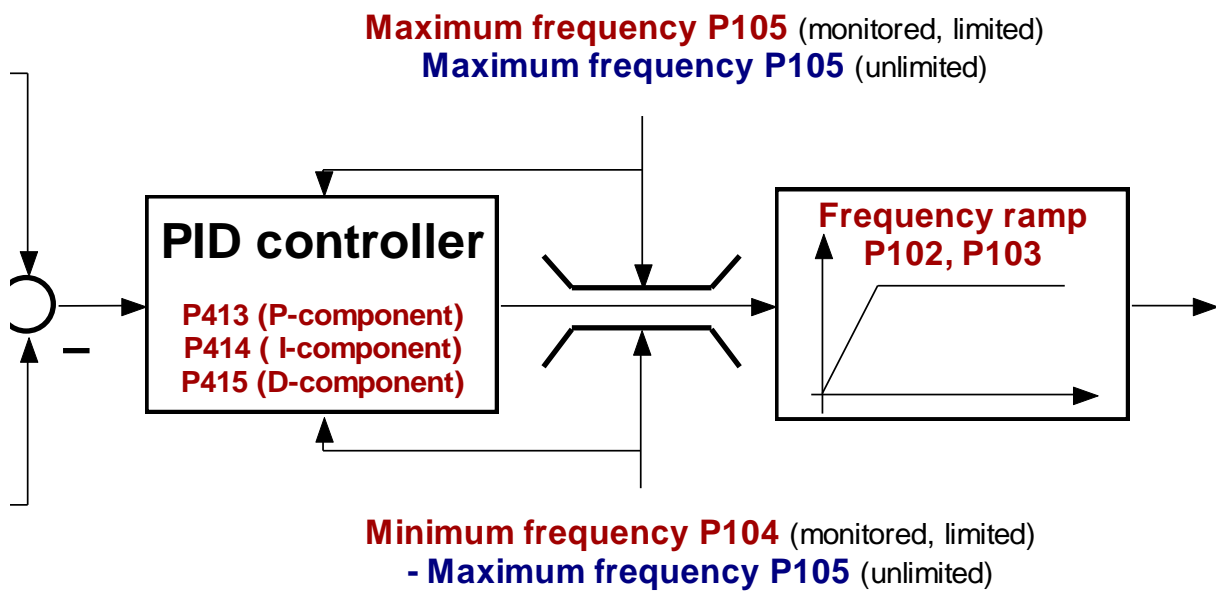 Maximum frequency P105 (monitored, limited)
Maximum frequency P105 (unlimited)
PID controller
P413 (P-component)
P414 ( I-component)
P415 (D-component)
–
Frequency ramp
P102, P103
Minimum frequency P104 (monitored, limited)
- Maximum frequency P105 (unlimited)